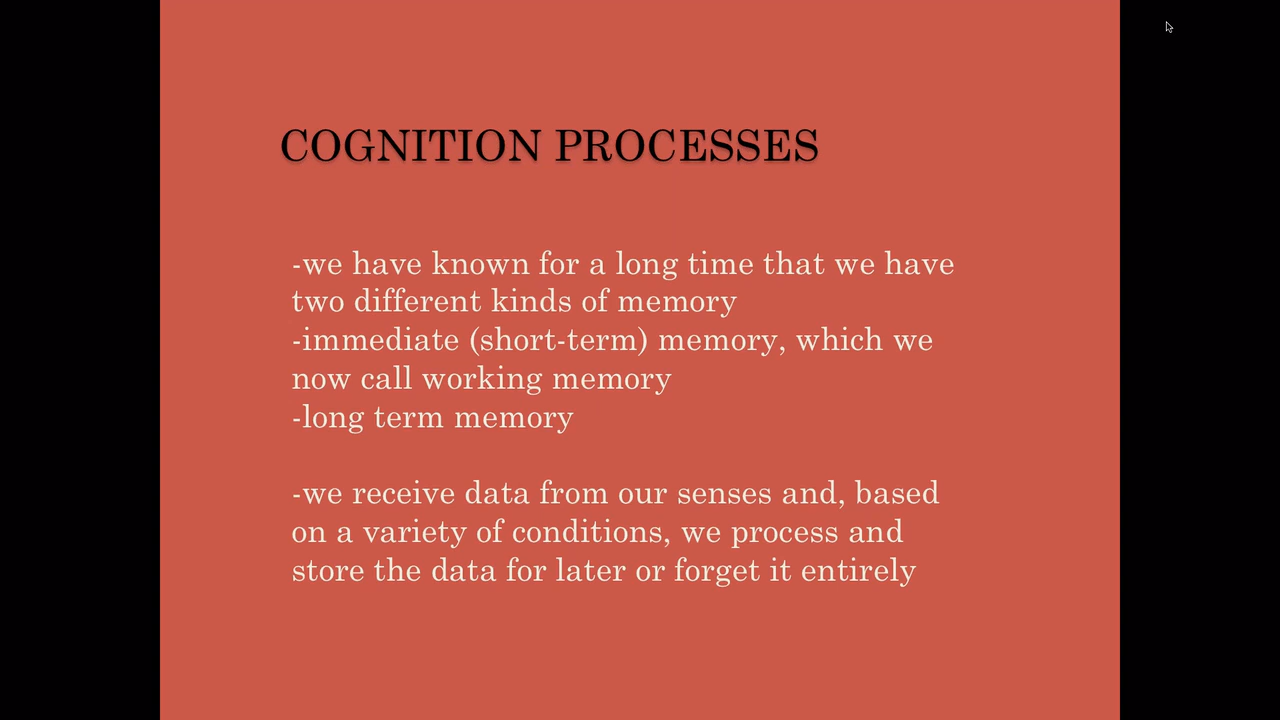 COGNITION PROCESSES
-we have known for a long time that we have
two different kinds of memory
-immediate (short-term) memory, which we
now call working memory
-long term memory
-we receive data from our senses and, based
on a variety of conditions, we process and
store the data for later or forget it entirely